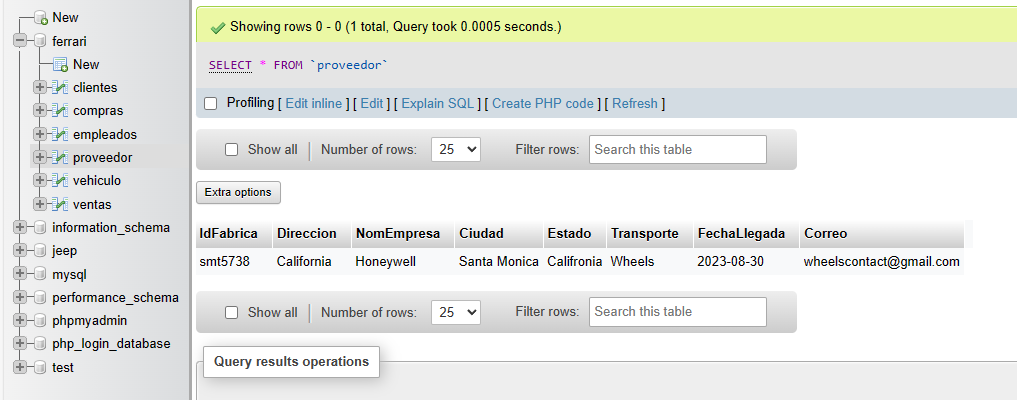 New
ferrari
New
clientes
compras
empleados
proveedor
vehiculo
ventas
information_schema
jeep
mysql
performance_schema
phpmyadmin
php_login_database
test
Showing rows 0 - 0 (1 total, Query took 0.0005 seconds.)
SELECT * FROM `proveedor`
Profiling [ Edit inline ] [ Edit ] [ Explain SQL ] [ Create PHP code ] [ Refresh ]
Show all Number of rows: 25 Filter rows: Search this table
Extra options
IdFabrica Direccion NomEmpresa Ciudad Estado Transporte FechaLlegada Correo
smt5738 California Honeywell Santa Monica Califronia Wheels 2023-08-30 wheelscontact@gmail.com
Show all Number of rows: 25 Filter rows: Search this table
Query results operations